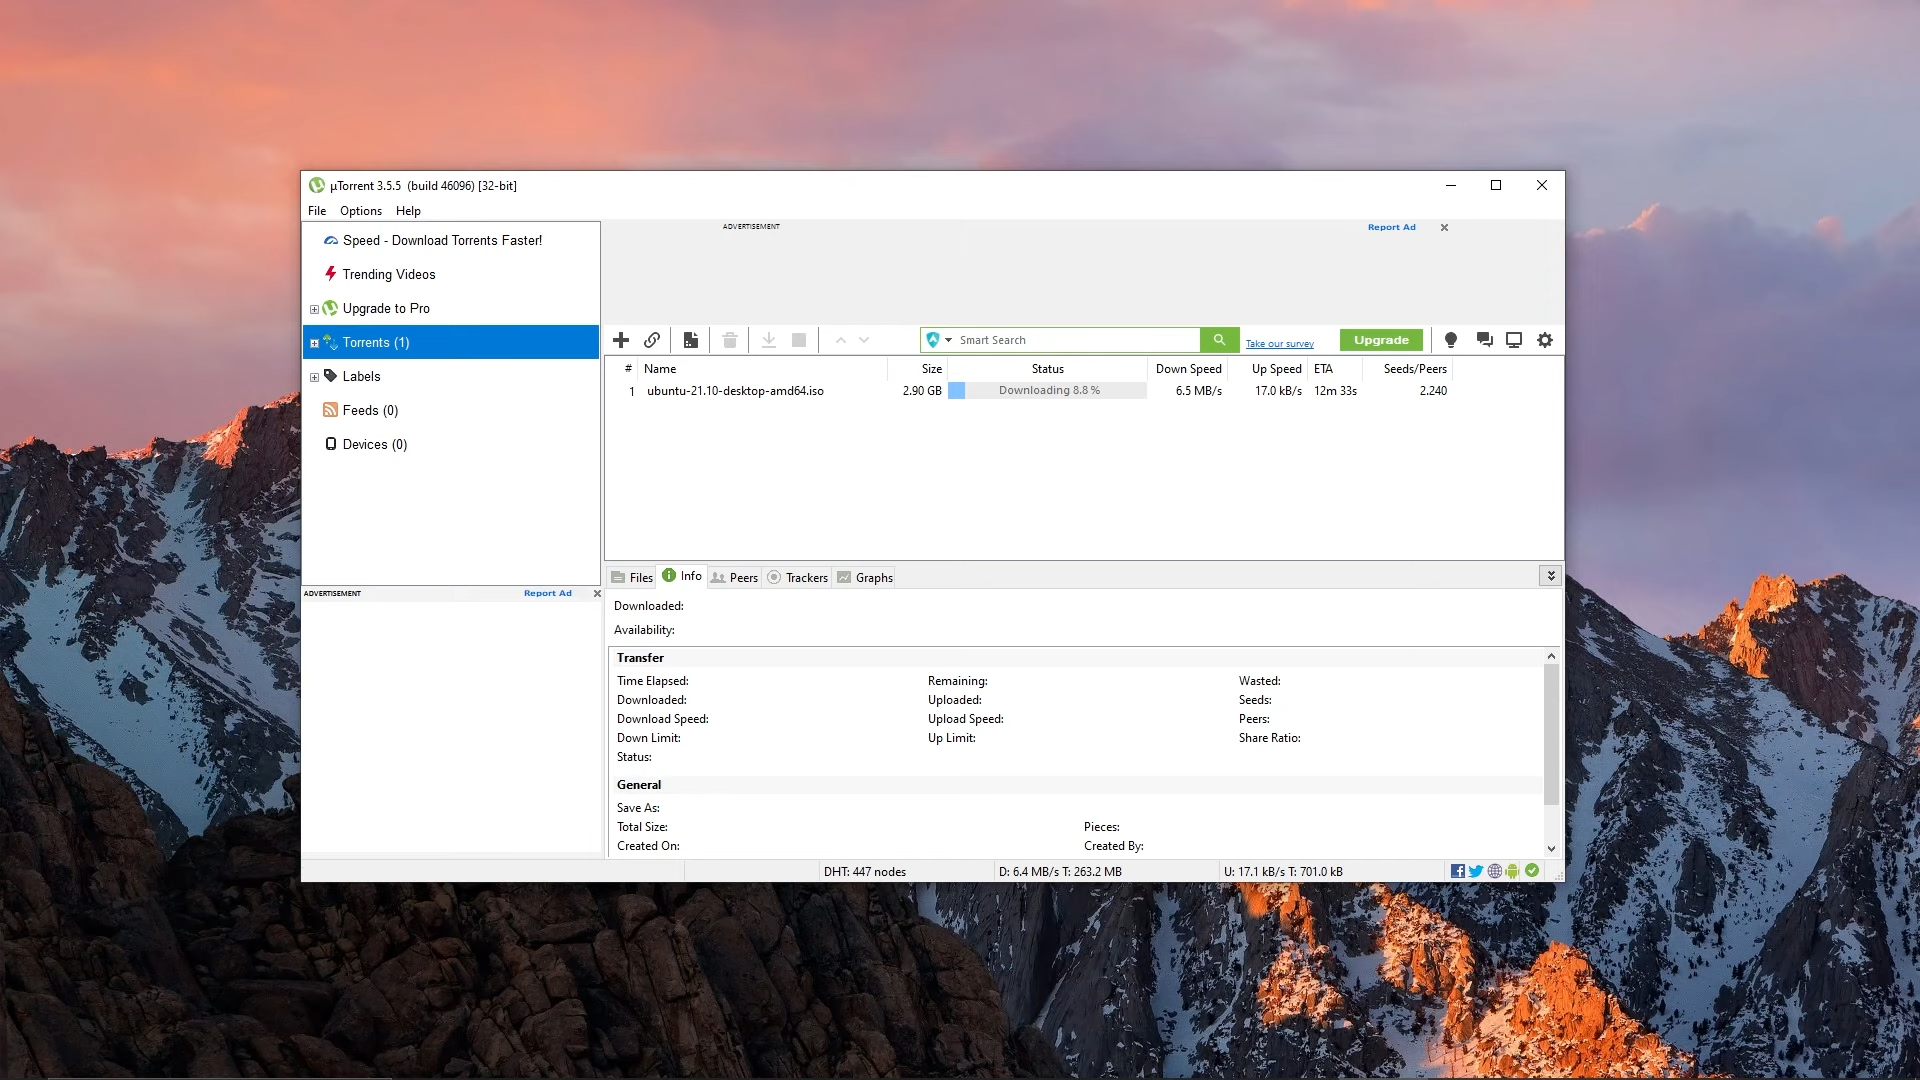 µTorrent 3.5.5 (build 46096) [32-bit]
File Options Help
Speed - Download Torrents Faster!
Trending Videos
Upgrade to Pro
Torrents (1)
Labels
Feeds (0)
Devices (0)
ADVERTISEMENT Report Ad
ADVERTISEMENT Report Ad
Smart Search Take our survey Upgrade
# Name Size Status Down Speed Up Speed ETA Seeds/Peers
1 ubuntu-21.10-desktop-amd64.iso 2.90 GB Downloading 8.8 % 6.5 MB/s 17.0 kB/s 12m 33s 2.240
Files Info Peers Trackers Graphs
Downloaded:
Availability:
Transfer
Time Elapsed: Remaining: Wasted:
Downloaded: Uploaded: Seeds:
Download Speed: Upload Speed: Peers:
Down Limit: Up Limit: Share Ratio:
Status:
General
Save As:
Total Size: Pieces:
Created On: Created By:
DHT: 447 nodes D: 6.4 MB/s T: 263.2 MB U: 17.1 kB/s T: 701.0 kB